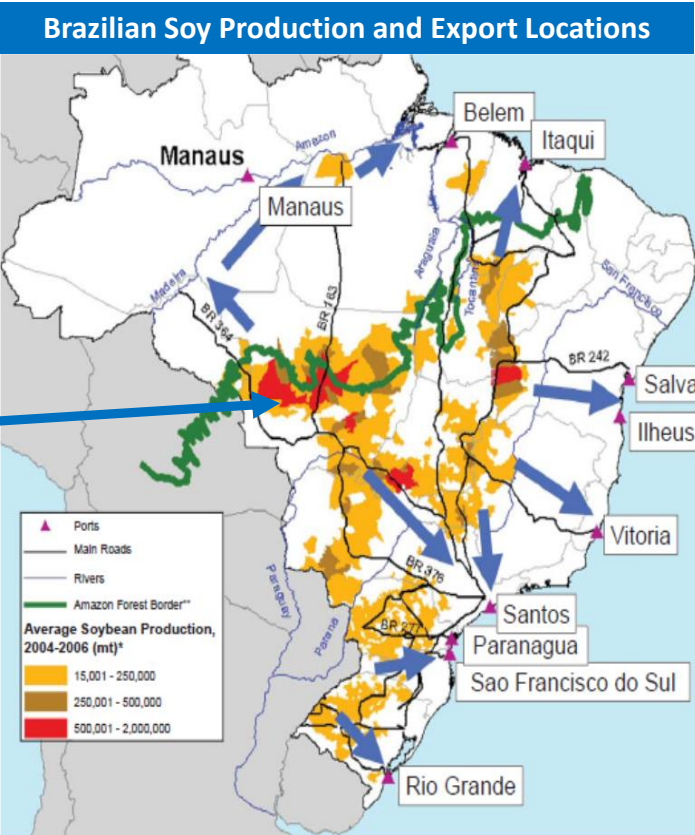 Brazilian Soy Production and Export Locations
Belem
Itaqui
Amazon
Manaus
Manaus
Madeira
Araguaia
Tocantins
San Francisco
BR 364
BR 163
BR 242
Salva
Ilheus
Vitoria
Santos
Paranagua
Sao Francisco do Sul
Rio Grande
BR 376
BR 277
Paraguay
Parana
Ports
Main Roads
Rivers
Amazon Forest Border**
Average Soybean Production,
2004-2006 (mt)*
15,001 - 250,000
250,001 - 500,000
500,001 - 2,000,000